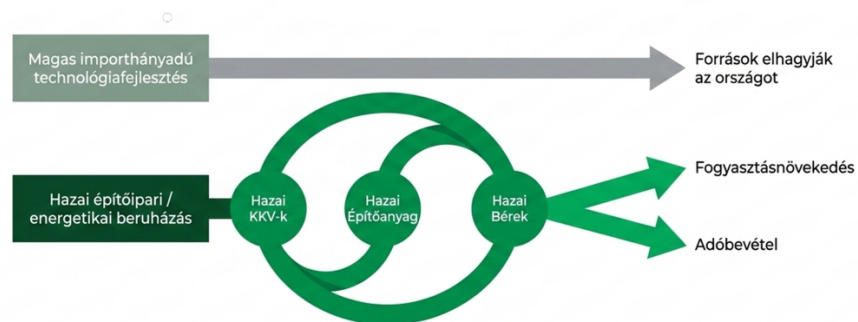 Magas importhányadú
technológiafejlesztés
Források elhagyják
az országot
Hazai építőipari /
energetikai beruházás
Hazai
KKV-k
Hazai
Építőanyag
Hazai
Bérek
Fogyasztásnövekedés
Adóbevétel